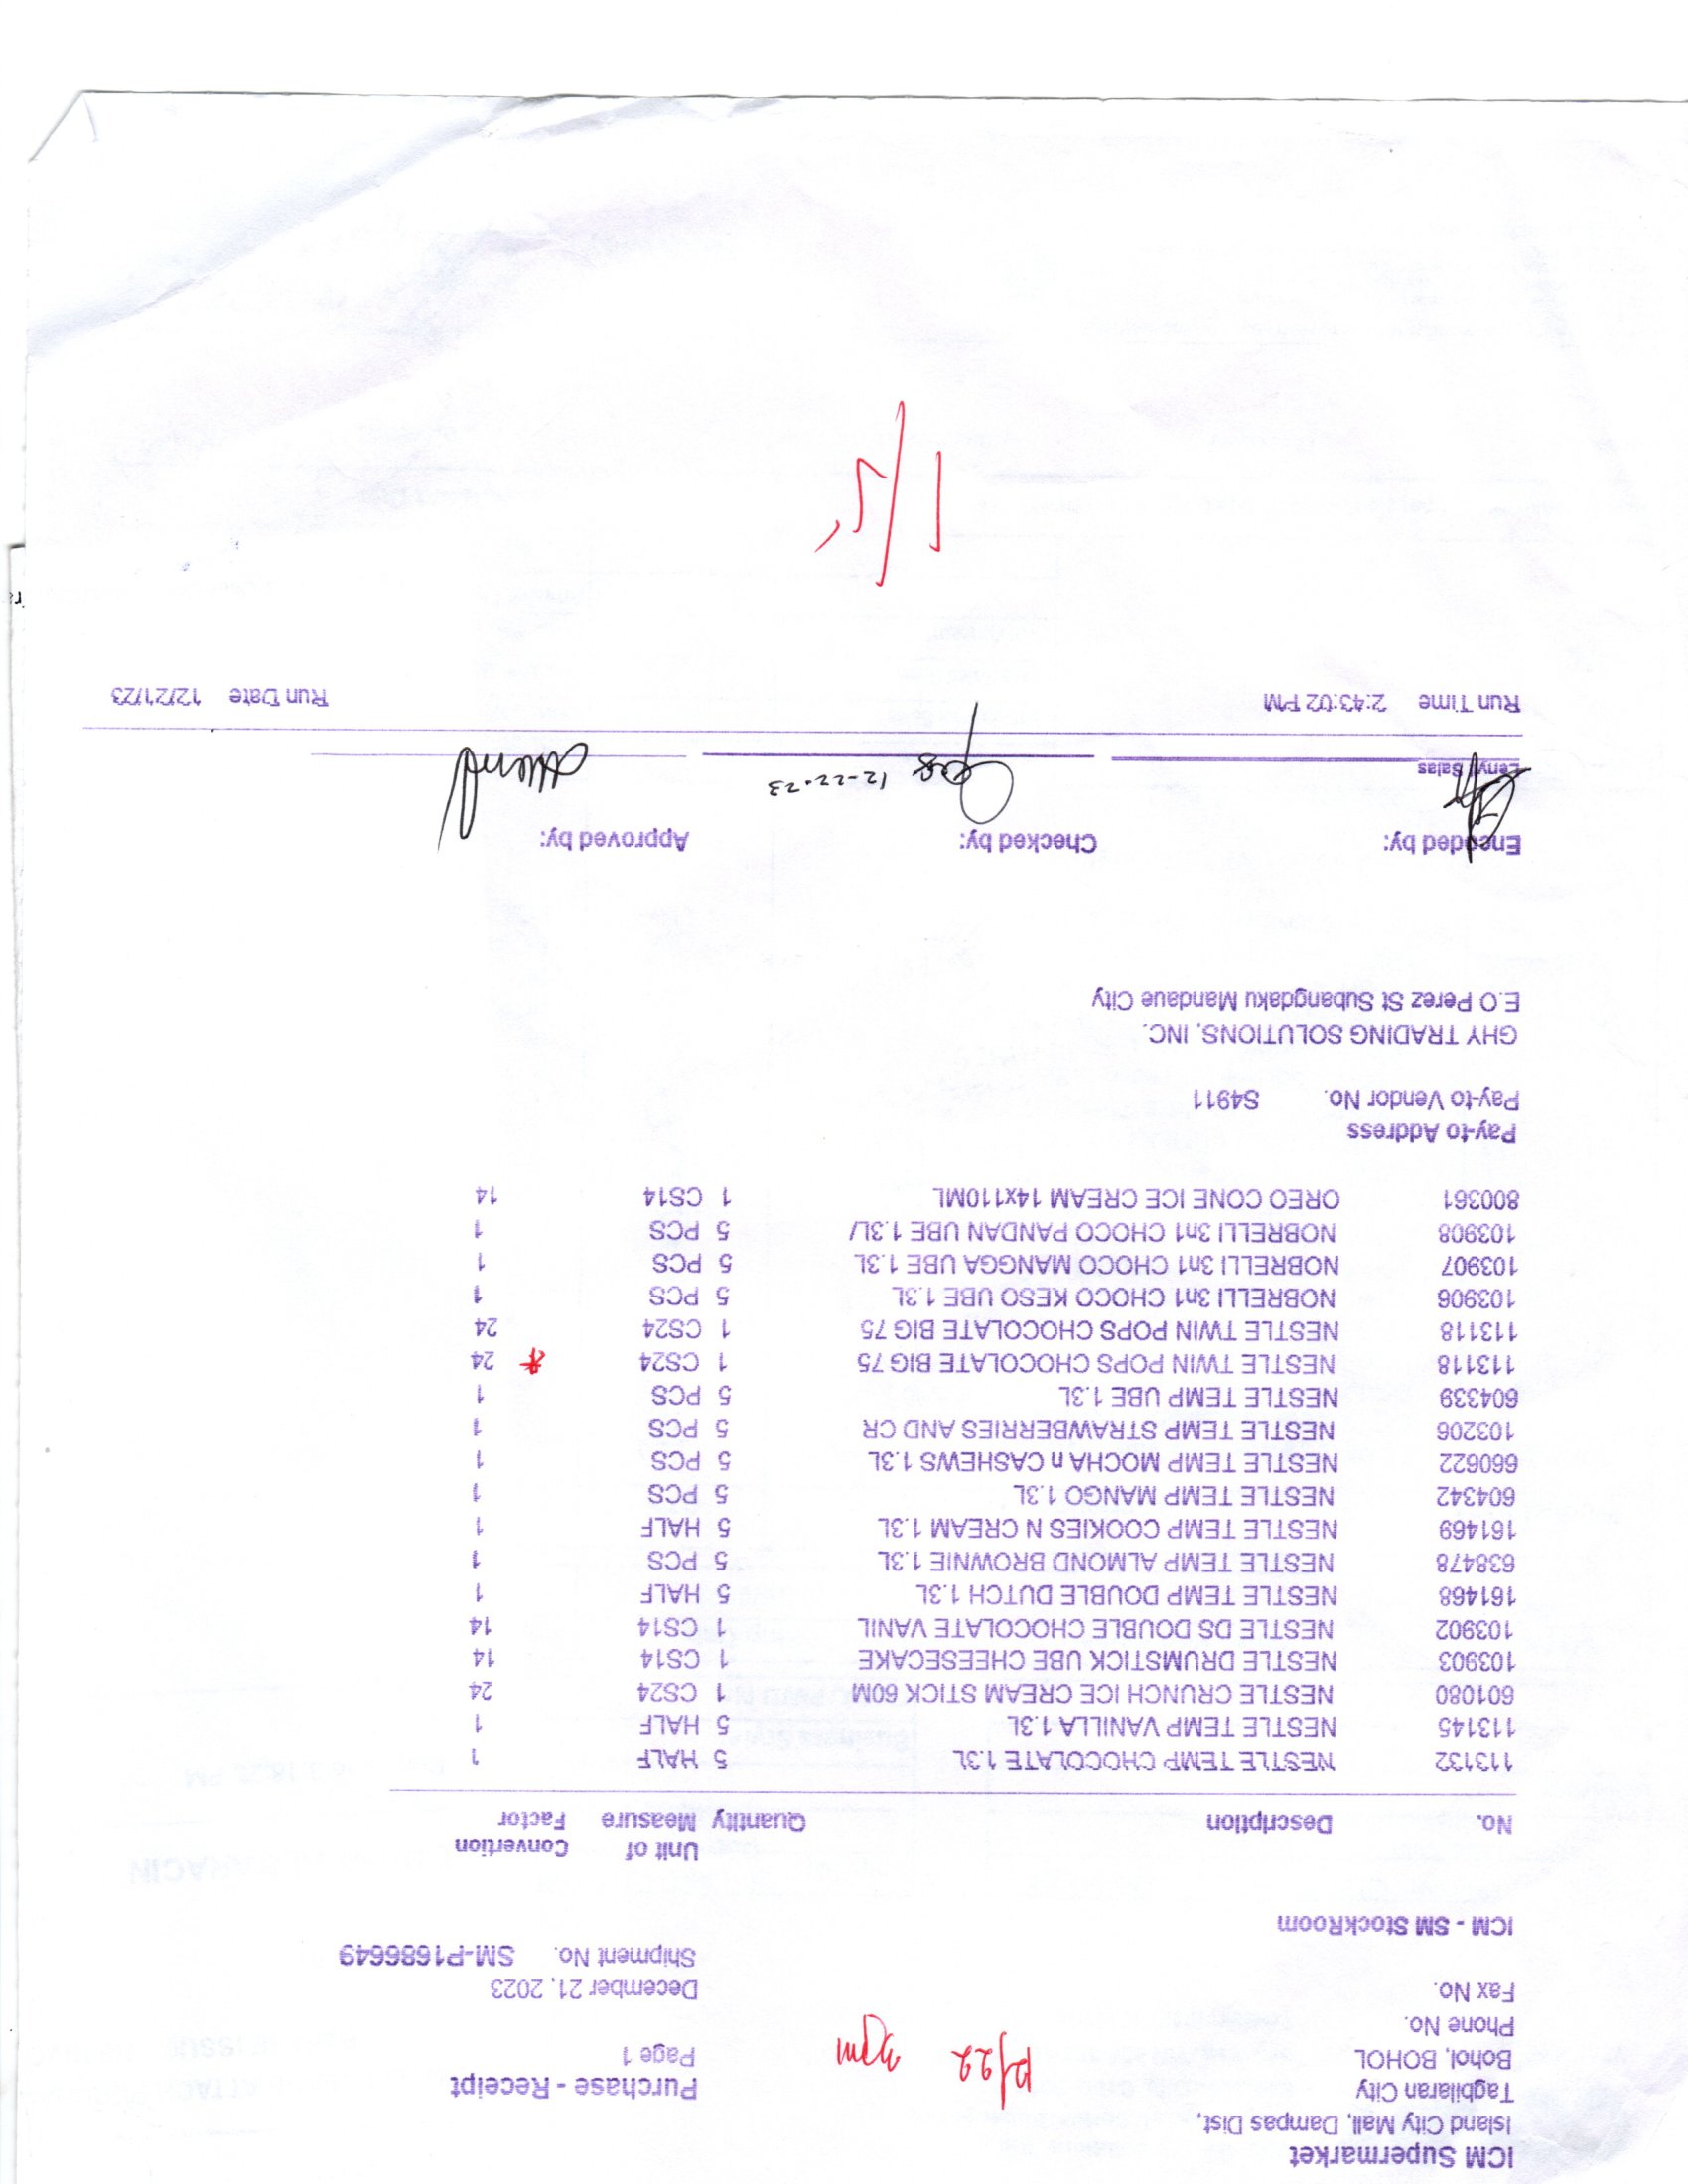 ICM Supermarket
Island City Mall, Dampas Dist,
Tagbilaran City
Bohol, BOHOL
Phone No.
Fax No.
ICM - SM StockRoom
Purchase - Receipt
Page 1
12/22
December 21, 2023
Shipment No. SM-P1686649
No. Description Quantity Unit of Measure Convertion Factor
113132 NESTLE TEMP CHOCOLATE 1.3L 5 HALF 1
113145 NESTLE TEMP VANILLA 1.3L 5 HALF 1
601080 NESTLE CRUNCH ICE CREAM STICK 60M 1 CS24 24
103903 NESTLE DRUMSTICK UBE CHEESECAKE 1 CS14 14
103902 NESTLE DS DOUBLE CHOCOLATE VANIL 1 CS14 14
161468 NESTLE TEMP DOUBLE DUTCH 1.3L 5 HALF 1
638478 NESTLE TEMP ALMOND BROWNIE 1.3L 5 PCS 1
161469 NESTLE TEMP COOKIES N CREAM 1.3L 5 HALF 1
604342 NESTLE TEMP MANGO 1.3L 5 PCS 1
660622 NESTLE TEMP MOCHA n CASHEWS 1.3L 5 PCS 1
103206 NESTLE TEMP STRAWBERRIES AND CR 5 PCS 1
604339 NESTLE TEMP UBE 1.3L 5 PCS 1
113118 NESTLE TWIN POPS CHOCOLATE BIG 75 1 CS24 24
113118 NESTLE TWIN POPS CHOCOLATE BIG 75 1 CS24 24
103906 NOBRELLI 3n1 CHOCO KESO UBE 1.3L 5 PCS 1
103907 NOBRELLI 3n1 CHOCO MANGGA UBE 1.3L 5 PCS 1
103908 NOBRELLI 3n1 CHOCO PANDAN UBE 1.3L/ 5 PCS 1
800361 OREO CONE ICE CREAM 14x110ML 1 CS14 14
Pay-to Address
Pay-to Vendor No. S4911
GHY TRADING SOLUTIONS, INC.
E.O Perez St Subangdaku Mandaue City
Encoded by: Checked by: Approved by:
Lenyl Salas 12-22-23
Run Time 2:43:02 PM Run Date 12/21/23